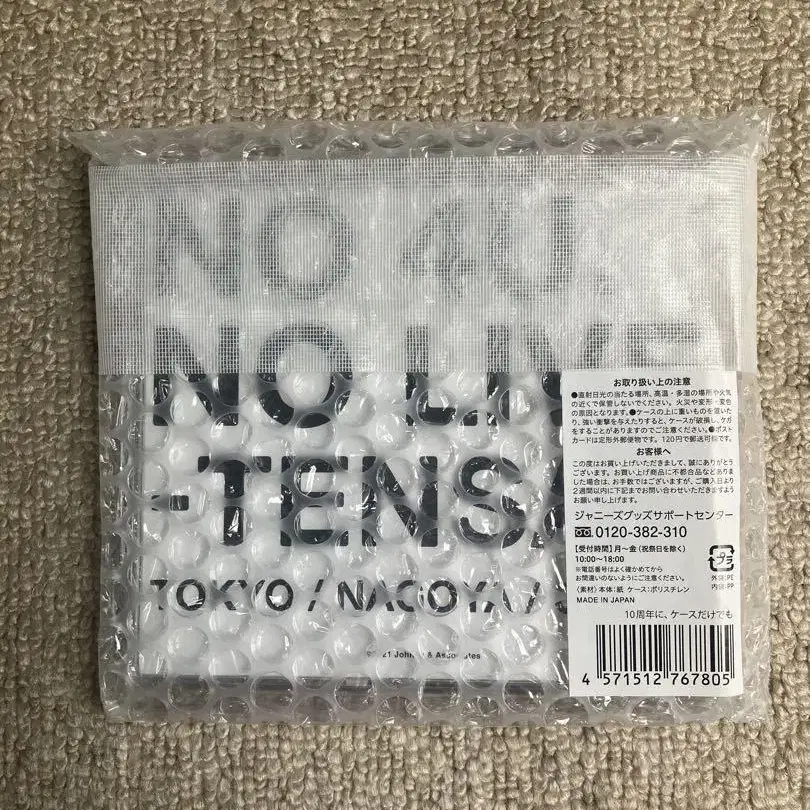 NO 4U,
NO LIVE
-TENSA
TOKYO / NAGOYA /
& Associates
お取り扱い上の注意
●直射日光の当たる場所、高温・多湿の場所や火気
の近くで保管しないでください。火災や変形・変色
の原因となります。●ケースの上に重いものを置いた
り、強い衝撃を与えたりすると、ケースが破損し、ケガ
をすることがありますのでご注意ください。●ポスト
カードは定形外郵便物です。120円で郵送可能です。
お客様へ
この度はお買い上げいただきまして、誠にありがとう
ございます。お買い上げ商品に不都合品などありま
した場合は、お手数ではございますが、ご購入日より
2週間以内に下記までお問い合わせいただきますよう
お願い申し上げます。
ジャニーズグッズサポートセンター
0120-382-310
【受付時間】月〜金（祝祭日を除く）
10:00〜18:00
※電話番号はよく確かめてから
お間違いのないようにご注意ください。
プラ
外装:PE
内袋:PP
〈素材〉本体:紙 ケース:ポリスチレン
MADE IN JAPAN
10周年に、ケースだけでも
4 571512 767805